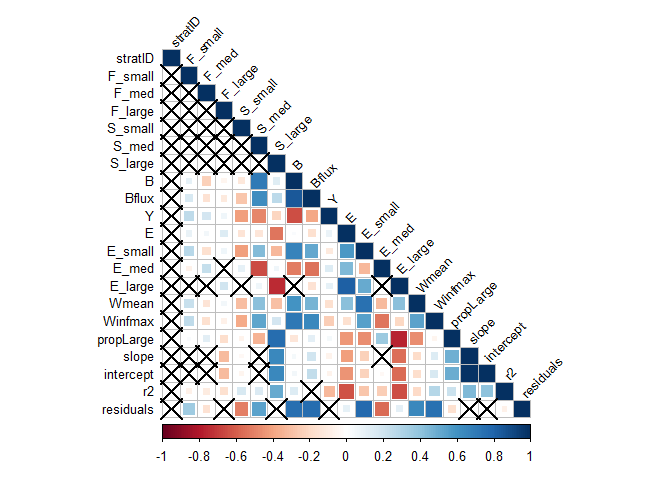 stratID
F_small
F_med
F_large
S_small
S_med
S_large
B
Bflux
Y
E
E_small
E_med
E_large
Wmean
Winfmax
propLarge
slope
intercept
r2
residuals
stratID
F_small
F_med
F_large
S_small
S_med
S_large
B
Bflux
Y
E
E_small
E_med
E_large
Wmean
Winfmax
propLarge
slope
intercept
r2
residuals
-1 -0.8 -0.6 -0.4 -0.2 0 0.2 0.4 0.6 0.8 1